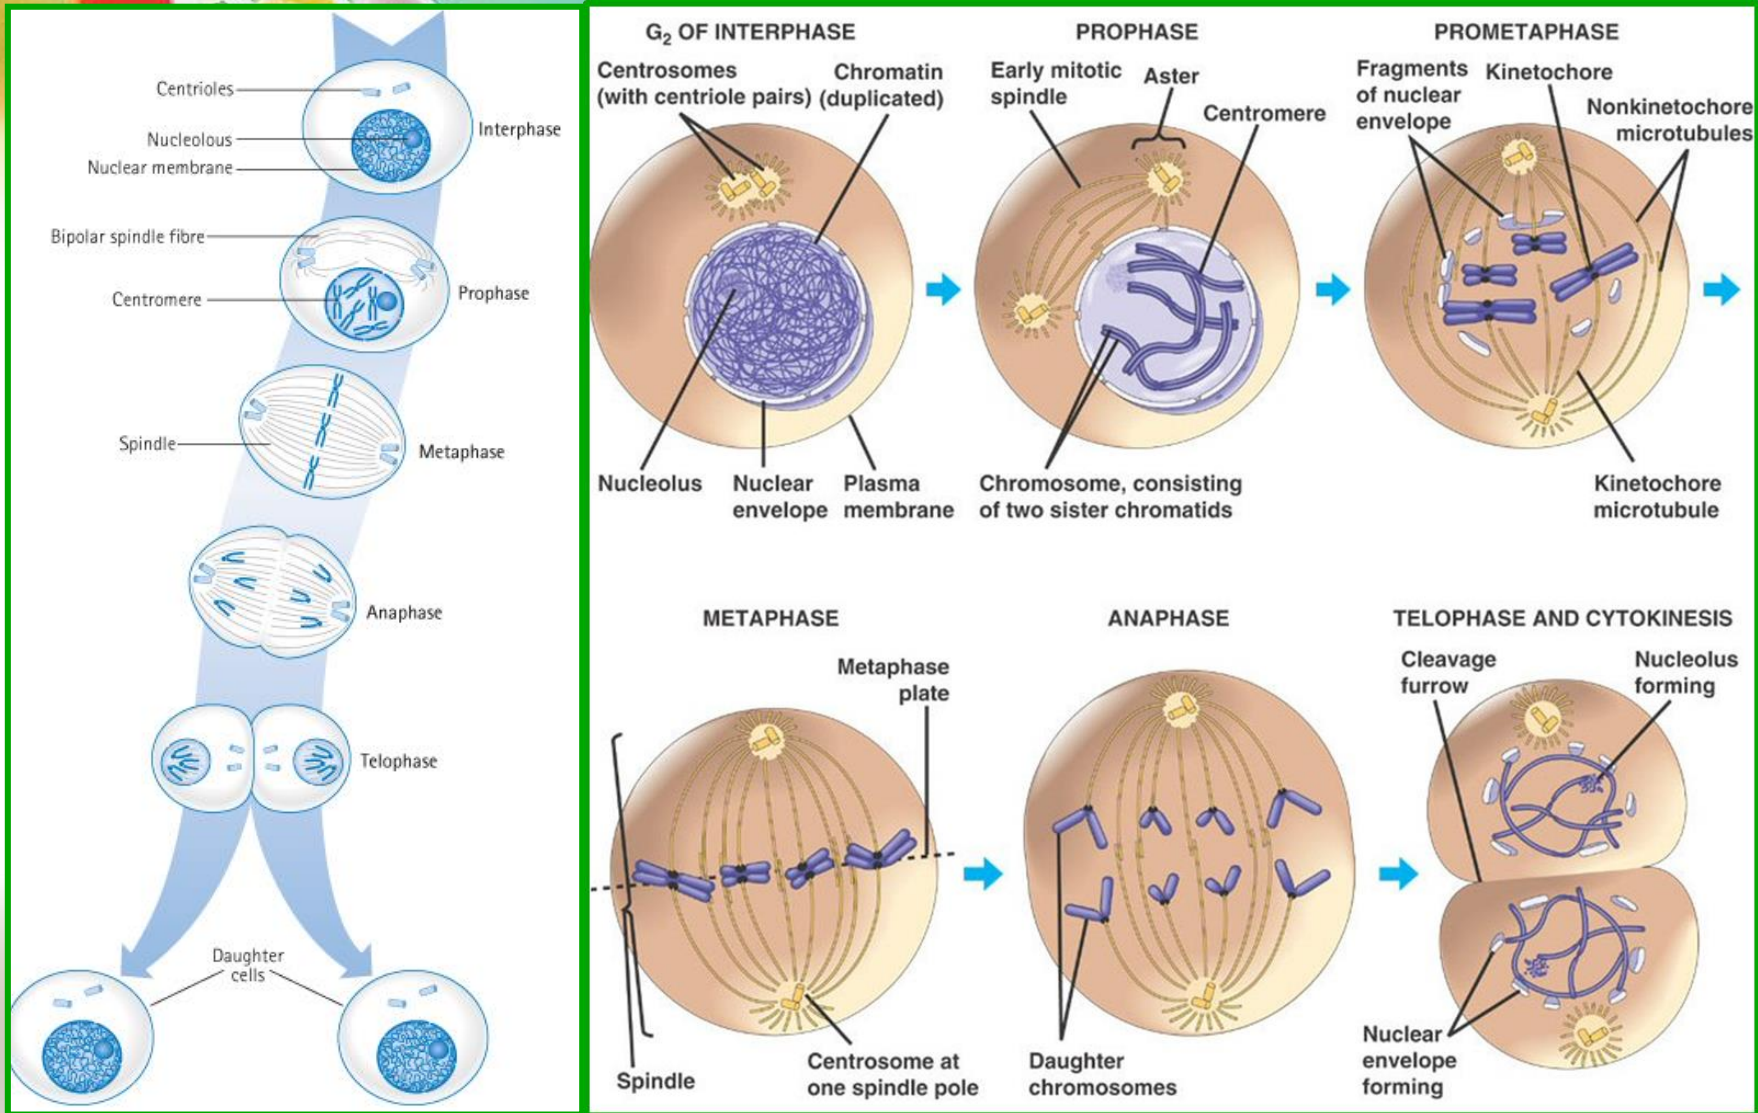 Centrioles
Nucleolous
Nuclear membrane
Interphase
Bipolar spindle fibre
Centromere
Prophase
Spindle
Metaphase
Anaphase
Telophase
Daughter
cells
G₂ OF INTERPHASE
Centrosomes
(with centriole pairs)
Chromatin
(duplicated)
Nucleolus
Nuclear
envelope
Plasma
membrane
PROPHASE
Early mitotic
spindle
Aster
Centromere
Chromosome, consisting
of two sister chromatids
PROMETAPHASE
Fragments
of nuclear
envelope
Kinetochore
Nonkinetochore
microtubules
Kinetochore
microtubule
METAPHASE
Metaphase
plate
Spindle
Centrosome at
one spindle pole
ANAPHASE
Daughter
chromosomes
TELOPHASE AND CYTOKINESIS
Cleavage
furrow
Nucleolus
forming
Nuclear
envelope
forming